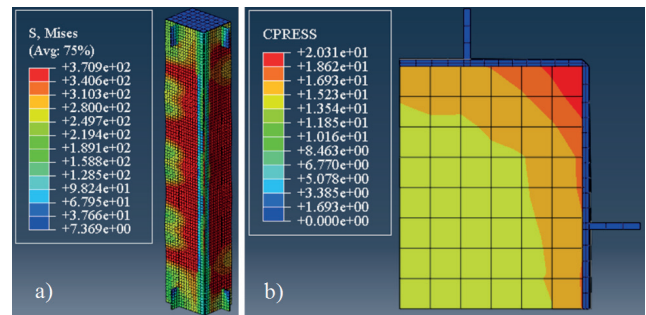 S, Mises
(Avg: 75%)
+3.709e+02
+3.406e+02
+3.103e+02
+2.800e+02
+2.497e+02
+2.194e+02
+1.891e+02
+1.588e+02
+1.285e+02
+9.824e+01
+6.795e+01
+3.766e+01
+7.369e+00
a)
CPRESS
+2.031e+01
+1.862e+01
+1.693e+01
+1.523e+01
+1.354e+01
+1.185e+01
+1.016e+01
+8.463e+00
+6.770e+00
+5.078e+00
+3.385e+00
+1.693e+00
+0.000e+00
b)